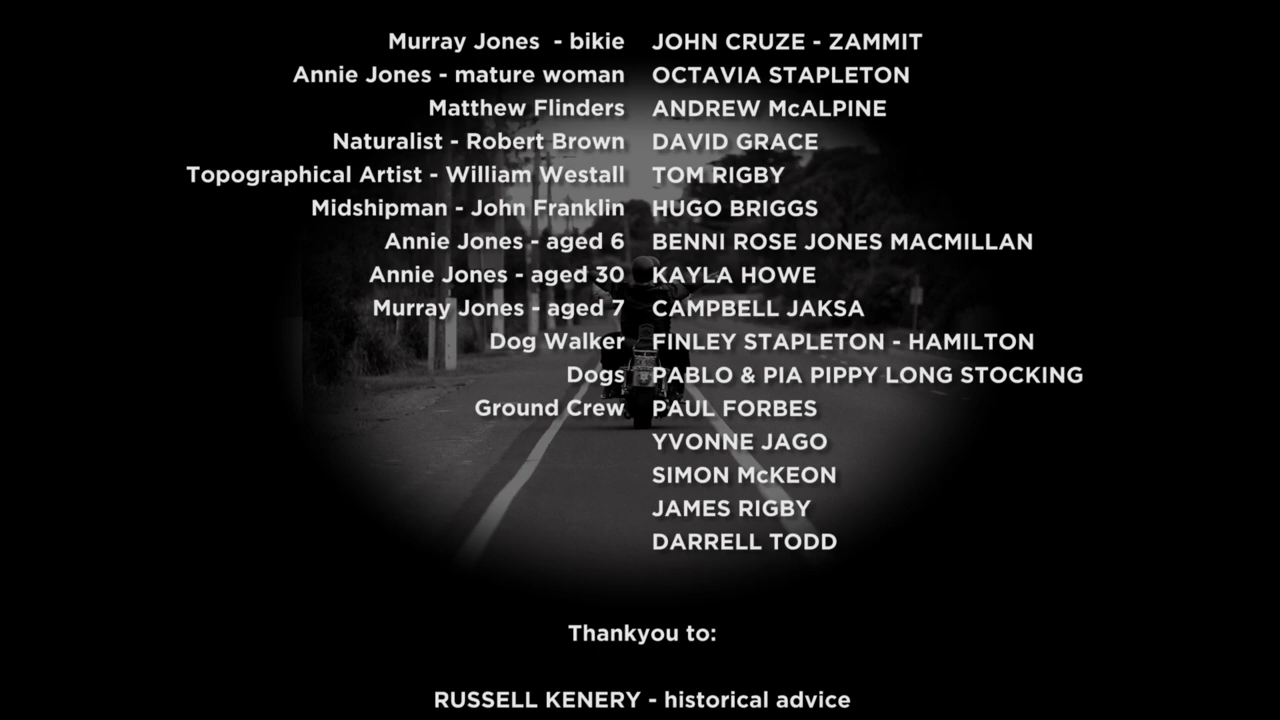 Murray Jones - bikie JOHN CRUZE - ZAMMIT
Annie Jones - mature woman OCTAVIA STAPLETON
Matthew Flinders ANDREW McALPINE
Naturalist - Robert Brown DAVID GRACE
Topographical Artist - William Westall TOM RIGBY
Midshipman - John Franklin HUGO BRIGGS
Annie Jones - aged 6 BENNI ROSE JONES MACMILLAN
Annie Jones - aged 30 KAYLA HOWE
Murray Jones - aged 7 CAMPBELL JAKSA
Dog Walker FINLEY STAPLETON - HAMILTON
Dogs PABLO & PIA PIPPY LONG STOCKING
Ground Crew PAUL FORBES
YVONNE JAGO
SIMON McKEON
JAMES RIGBY
DARRELL TODD
Thankyou to:
RUSSELL KENERY - historical advice